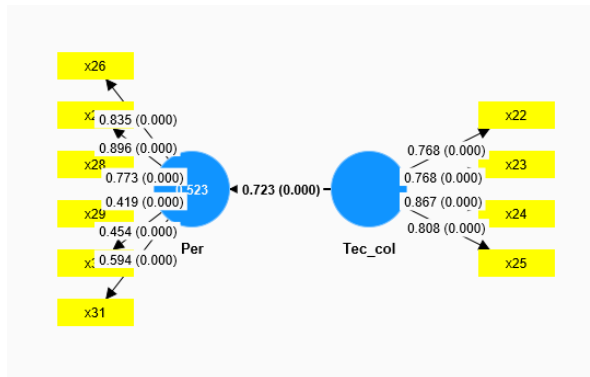 x26
0.835 (0.000)
0.896 (0.000)
x28
0.773 (0.000)
x29
0.419 (0.000)
0.454 (0.000)
0.594 (0.000)
x31
0.523
Per
0.723 (0.000)
Tec_col
x22
0.768 (0.000)
x23
0.768 (0.000)
x24
0.867 (0.000)
x25
0.808 (0.000)